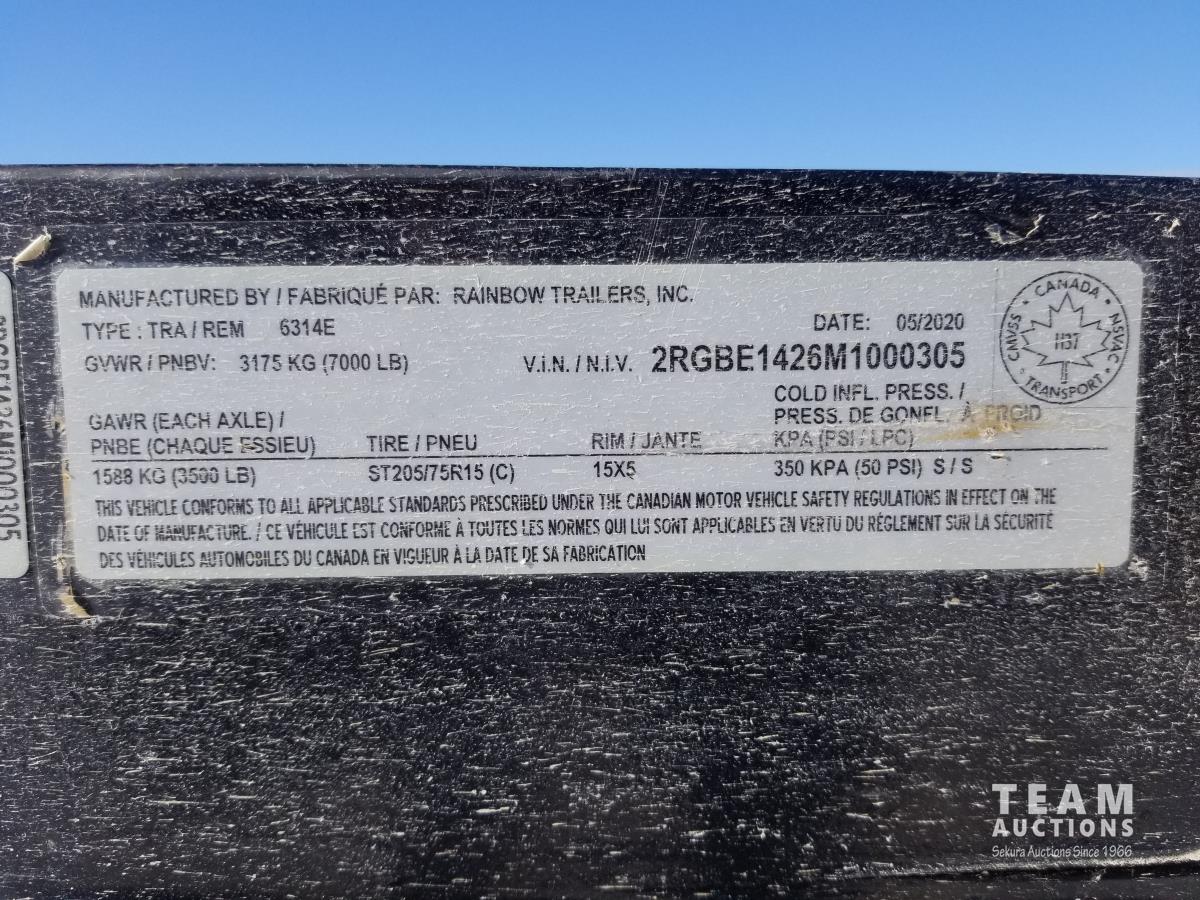 MANUFACTURED BY / FABRIQUÉ PAR: RAINBOW TRAILERS, INC.
TYPE : TRA / REM 6314E
DATE: 05/2020
GVWR / PNBV: 3175 KG (7000 LB)
V.I.N. / N.I.V. 2RGBE1426M1000305
CANADA
CMVSS
NSVAC
1137
TRANSPORT
COLD INFL. PRESS. /
GAWR (EACH AXLE) /
PRESS. DE GONFL. À FROID
PNBE (CHAQUE ESSIEU) TIRE / PNEU RIM / JANTE KPA (PSI / LPC)
1588 KG (3500 LB) ST205/75R15 (C) 15X5 350 KPA (50 PSI) S / S
THIS VEHICLE CONFORMS TO ALL APPLICABLE STANDARDS PRESCRIBED UNDER THE CANADIAN MOTOR VEHICLE SAFETY REGULATIONS IN EFFECT ON THE
DATE OF MANUFACTURE. / CE VÉHICULE EST CONFORME À TOUTES LES NORMES QUI LUI SONT APPLICABLES EN VERTU DU RÉGLEMENT SUR LA SÉCURITÉ
DES VÉHICULES AUTOMOBILES DU CANADA EN VIGUEUR À LA DATE DE SA FABRICATION
2RGBE1426M1000305
TEAM
AUCTIONS
Sekura Auctions Since 1966